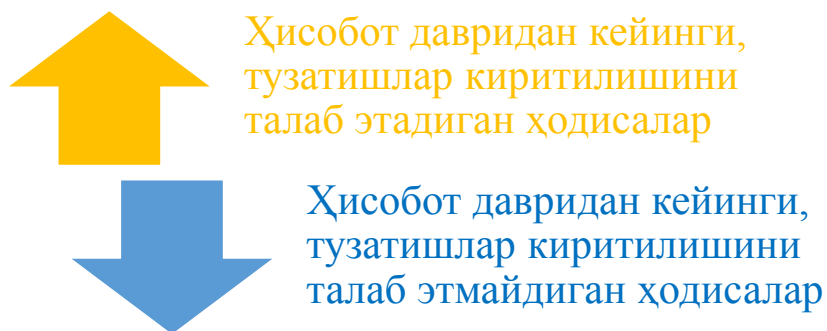 Ҳисобот давридан кейинги,
тузатишлар киритилишини
талаб этадиган ҳодисалар
Ҳисобот давридан кейинги,
тузатишлар киритилишини
талаб этмайдиган ҳодисалар